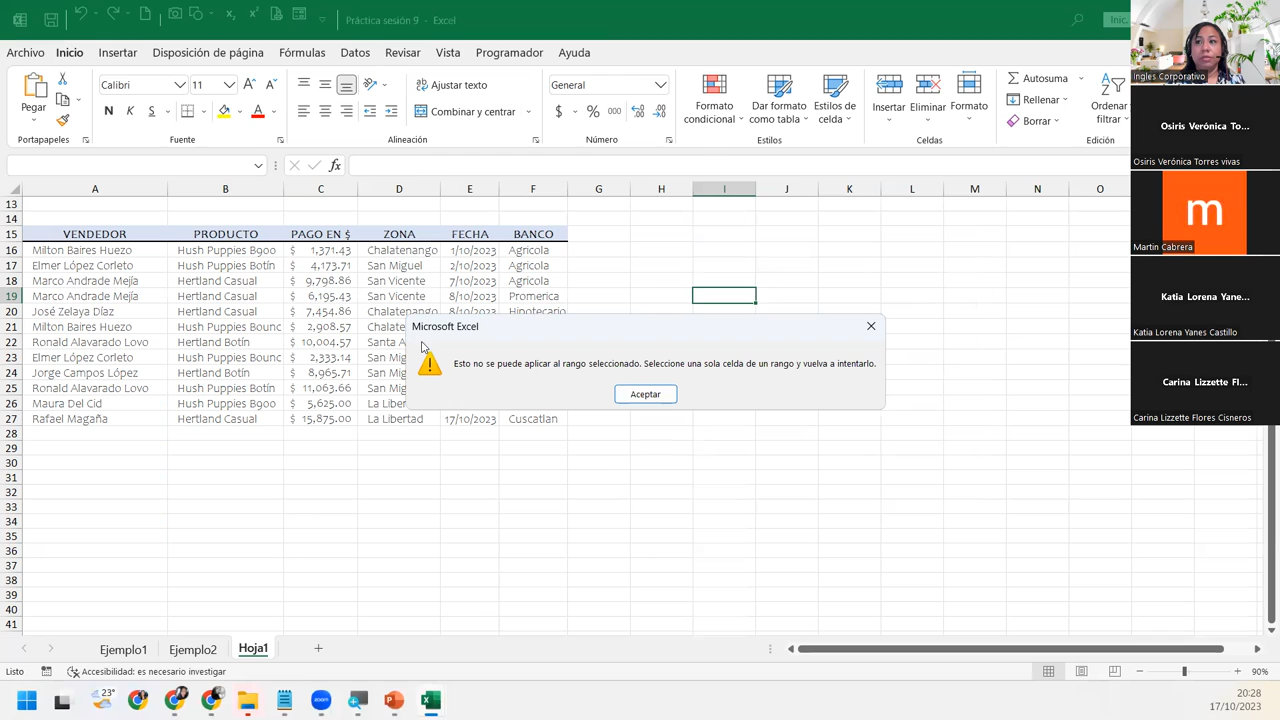 Práctica sesión 9 - Excel
Inic.
Archivo Inicio Insertar Disposición de página Fórmulas Datos Revisar Vista Programador Ayuda
Pegar
Calibri 11
N K S
Ajustar texto
Combinar y centrar
General
$ %
Formato condicional
Dar formato como tabla
Estilos de celda
Insertar Eliminar Formato
Autosuma
Rellenar
Borrar
Ordenar filtrar
Portapapeles Fuente Alineación Número Estilos Celdas Edición
fx
A B C D E F G H I J K L M N O
13
14
15 VENDEDOR PRODUCTO PAGO EN $ ZONA FECHA BANCO
16 Milton Baires Huezo Hush Puppies B900 $ 1,371.43 Chalatenango 1/10/2023 Agricola
17 Elmer López Corleto Hush Puppies Botín $ 4,173.71 San Miguel 2/10/2023 Agricola
18 Marco Andrade Mejía Hertland Casual $ 9,798.86 San Vicente 7/10/2023 Agricola
19 Marco Andrade Mejía Hertland Casual $ 6,195.43 San Vicente 8/10/2023 Promerica
20 José Zelaya Díaz Hertland Casual $ 7,454.86 Chalatenango 8/10/2023 Hipotecario
21 Milton Baires Huezo Hush Puppies Bounc $ 2,908.57 Chalate
22 Ronald Alavarado Lovo Hertland Botín $ 10,004.57 Santa A
23 Elmer López Corleto Hush Puppies Bounc $ 2,333.14 San Mig
24 Jorge Campos López Hertland Botín $ 8,965.71 San Mig
25 Ronald Alavarado Lovo Hertland Casual $ 11,063.66 San Mig
26 Maura Del Cid Hush Puppies B900 $ 5,625.00 La Libert
27 Rafael Magaña Hertland Casual $ 15,875.00 La Libertad 17/10/2023 Cuscatlan
28
29
30
31
32
33
34
35
36
37
38
39
40
41
Microsoft Excel
Esto no se puede aplicar al rango seleccionado. Seleccione una sola celda de un rango y vuelva a intentarlo.
Aceptar
Ingles Corporativo
Osiris Verónica To...
Osiris Verónica Torres vivas
m
Martin Cabrera
Katia Lorena Yane...
Katia Lorena Yanes Castillo
Carina Lizzette Fl...
Carina Lizzette Flores Cisneros
Ejemplo1 Ejemplo2 Hoja1
Listo Accesibilidad: es necesario investigar 90%
23°
zoom
20:28
17/10/2023